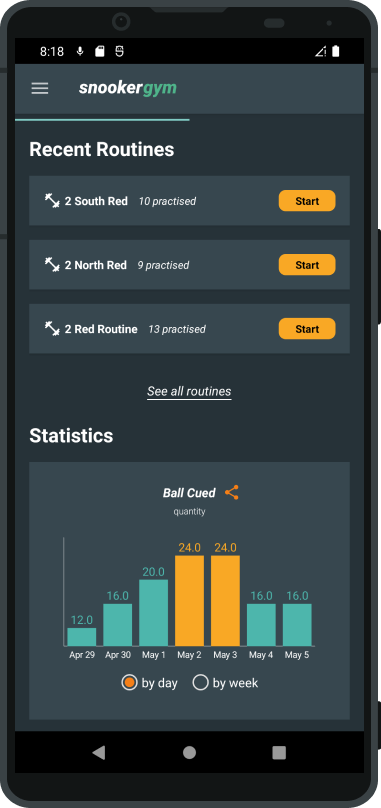 8:18
snookergym
Recent Routines
2 South Red 10 practised Start
2 North Red 9 practised Start
2 Red Routine 13 practised Start
See all routines
Statistics
Ball Cued
quantity
12.0 16.0 20.0 24.0 24.0 16.0 16.0
Apr 29 Apr 30 May 1 May 2 May 3 May 4 May 5
by day by week